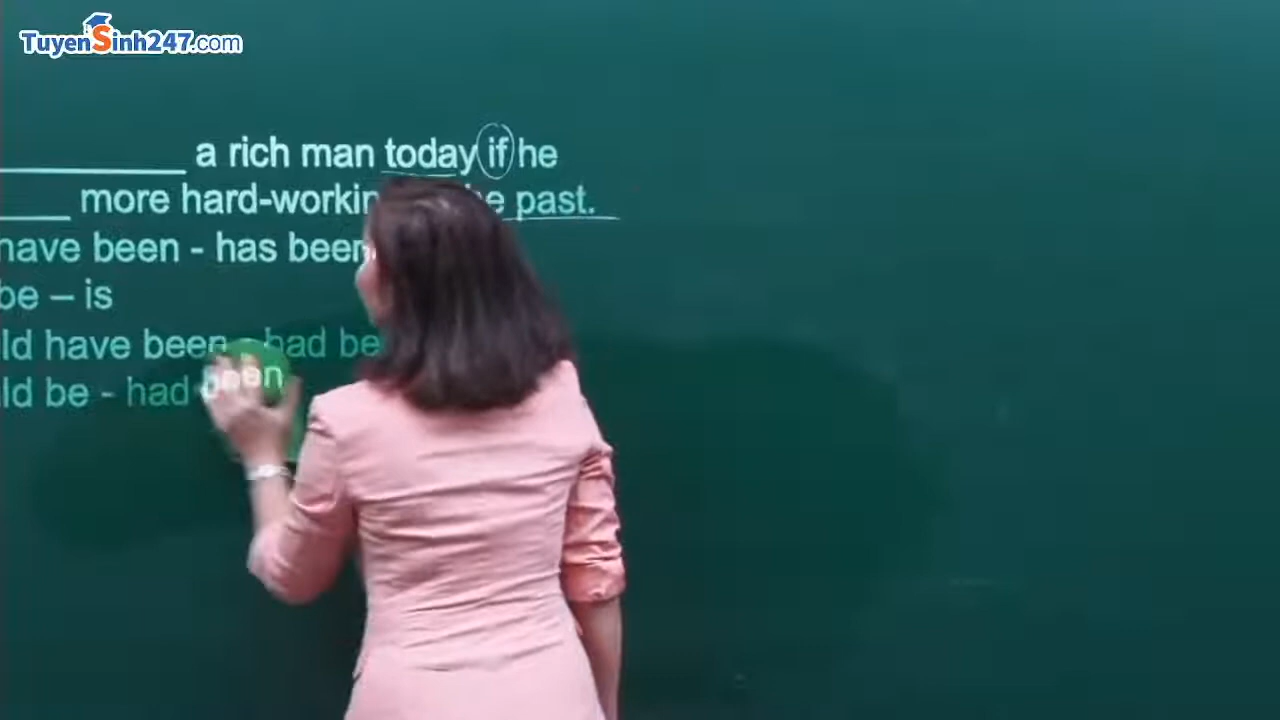 TuyenSinh247.com
a rich man today if he
more hard-workin e past.
have been - has been
be – is
ld have been - had be
ld be - had been